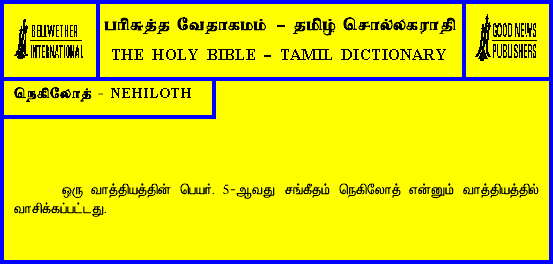 BELLWETHER
INTERNATIONAL
பரிசுத்த வேதாகமம் – தமிழ் சொல்லகராதி
THE HOLY BIBLE – TAMIL DICTIONARY
GOOD NEWS
PUBLISHERS
நெகிலோத் - NEHILOTH
ஒரு வாத்தியத்தின் பெயர். 5-ஆவது சங்கீதம் நெகிலோத் என்னும் வாத்தியத்தில்
வாசிக்கப்பட்டது.